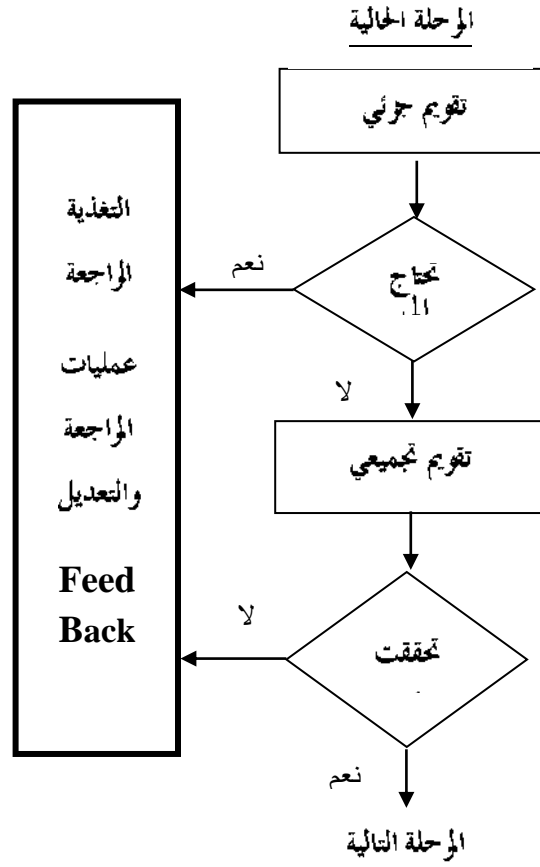 المرحلة الحالية
تقويم جزئي
تحتاج
نعم
لا
تقويم تجميعي
تحققت
لا
نعم
المرحلة التالية
التغذية
الراجعة
عمليات
المراجعة
والتعديل
Feed
Back